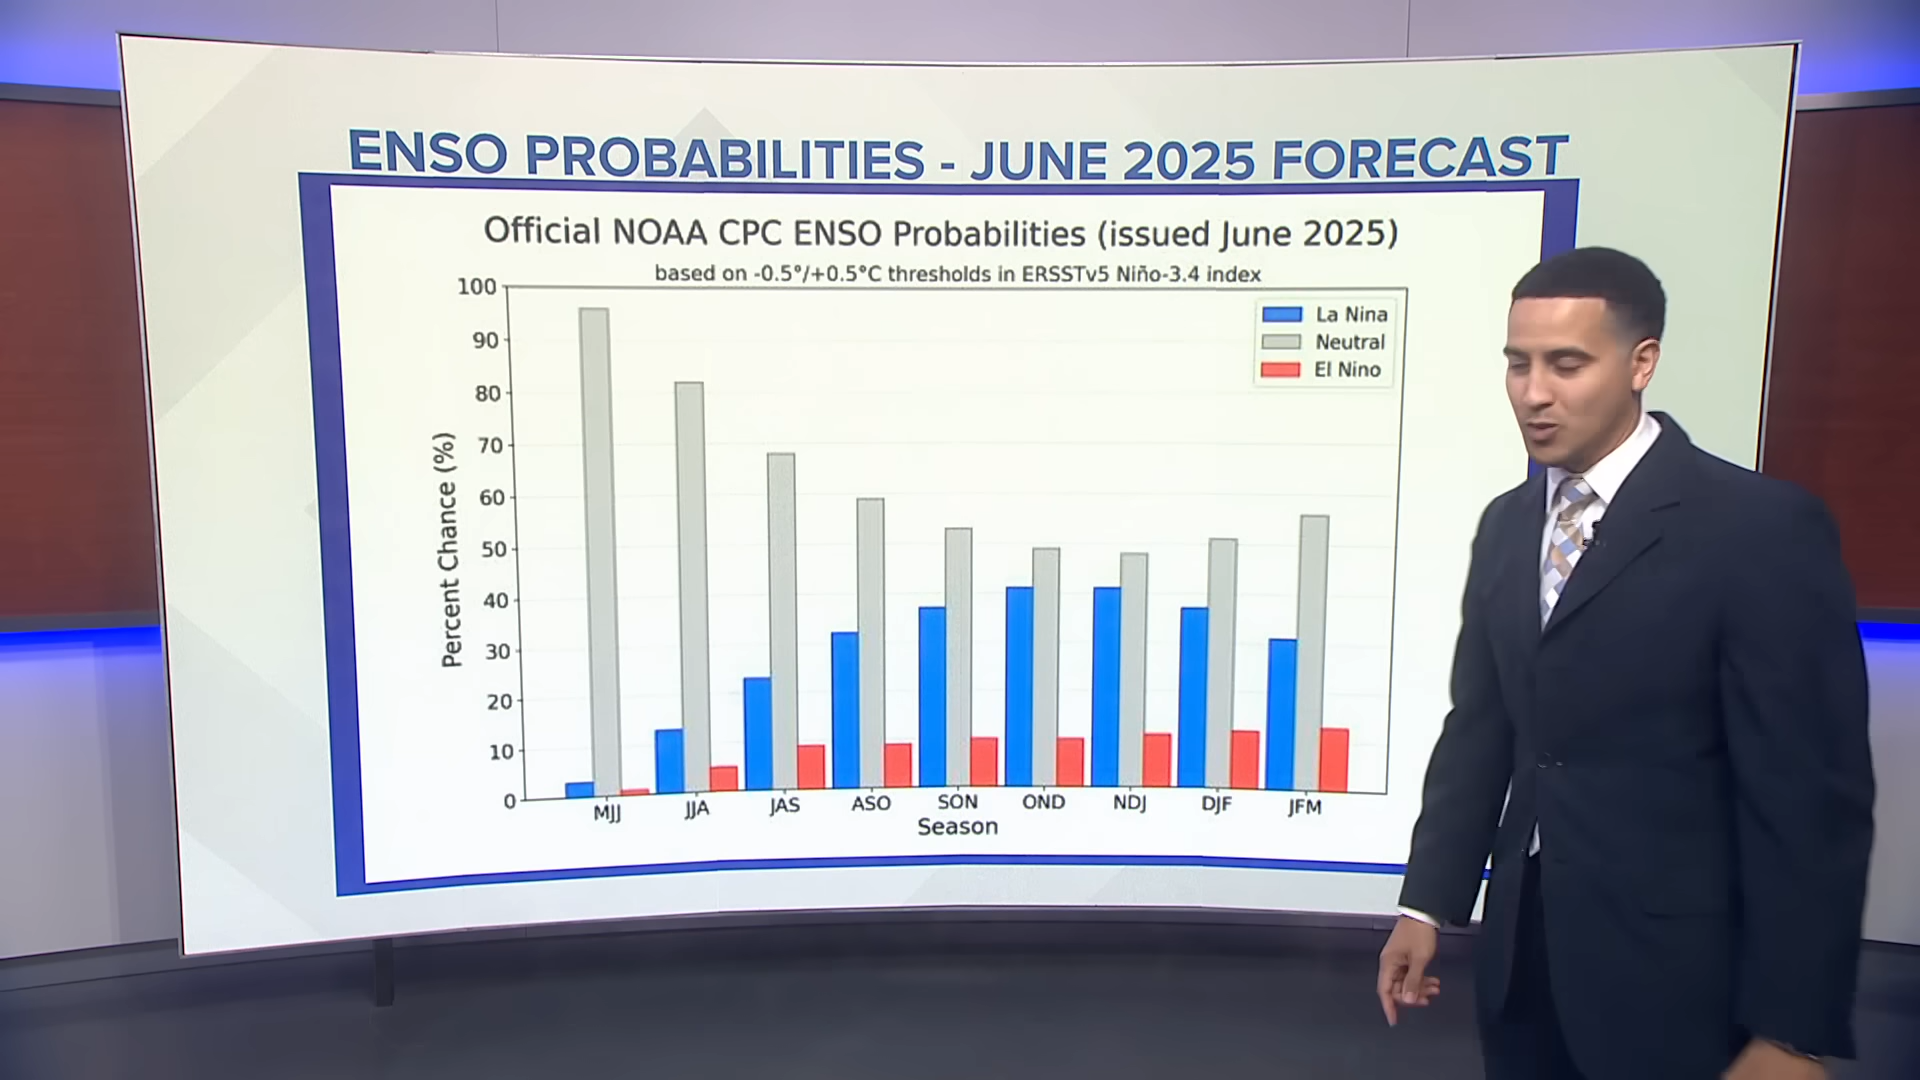 ENSO PROBABILITIES - JUNE 2025 FORECAST
Official NOAA CPC ENSO Probabilities (issued June 2025)
based on -0.5°/+0.5°C thresholds in ERSSTv5 Niño-3.4 index
La Nina
Neutral
El Nino
Percent Chance (%)
100
90
80
70
60
50
40
30
20
10
0
MJJ JJA JAS ASO SON OND NDJ DJF JFM
Season